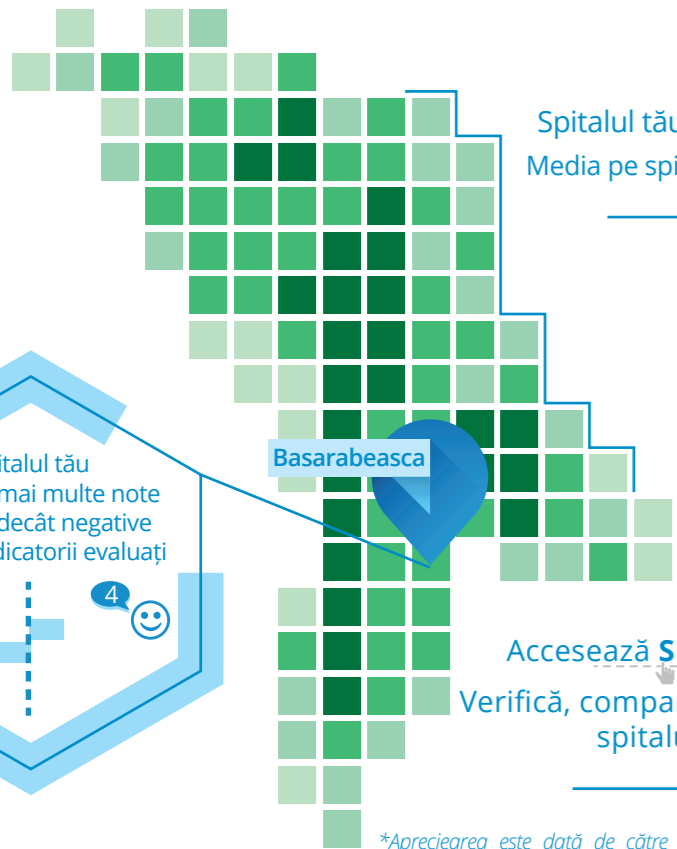 Spitalul tău
Media pe spi
Basarabeasca
italul tău
mai multe note
decât negative
dicatorii evaluați
4
Accesează S
Verifică, compar
spitalu
*Aprecierea este dată de către